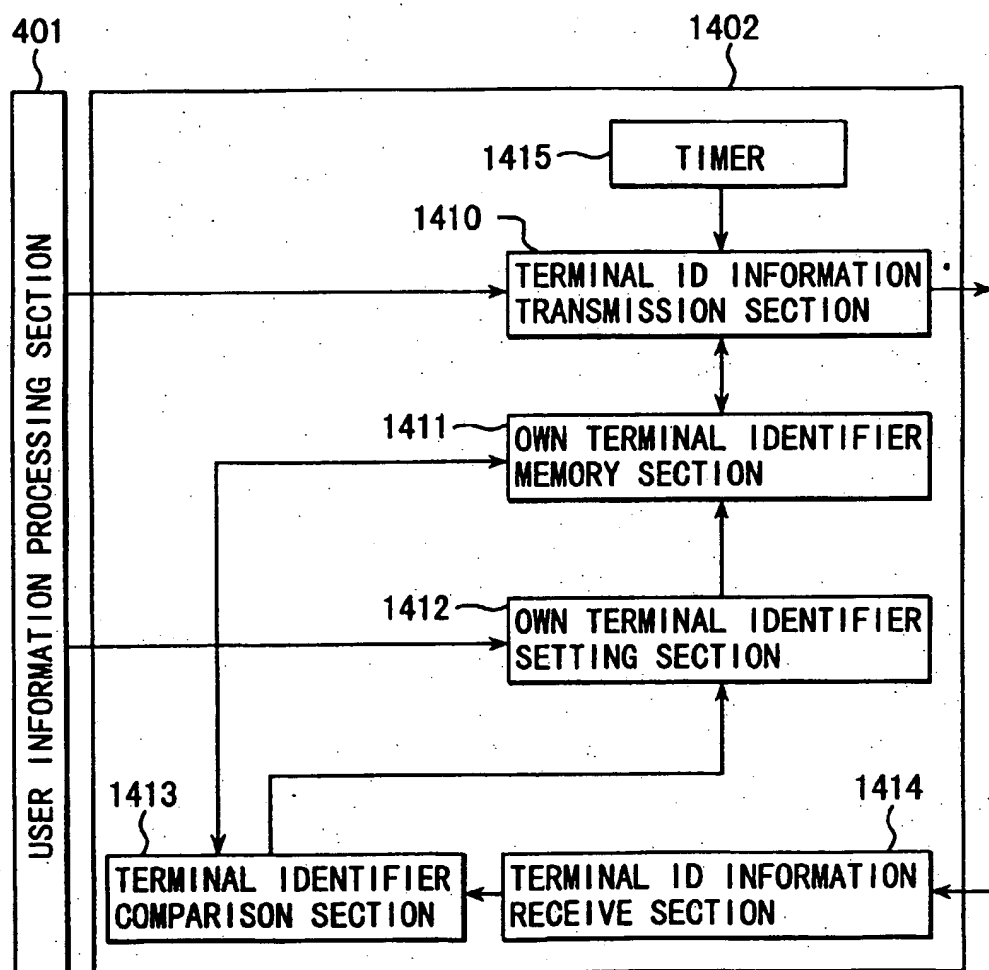 401
1402
1415
TIMER
1410
TERMINAL ID INFORMATION
TRANSMISSION SECTION
1411
OWN TERMINAL IDENTIFIER
MEMORY SECTION
1412
OWN TERMINAL IDENTIFIER
SETTING SECTION
1413
TERMINAL IDENTIFIER
COMPARISON SECTION
1414
TERMINAL ID INFORMATION
RECEIVE SECTION
USER INFORMATION PROCESSING SECTION